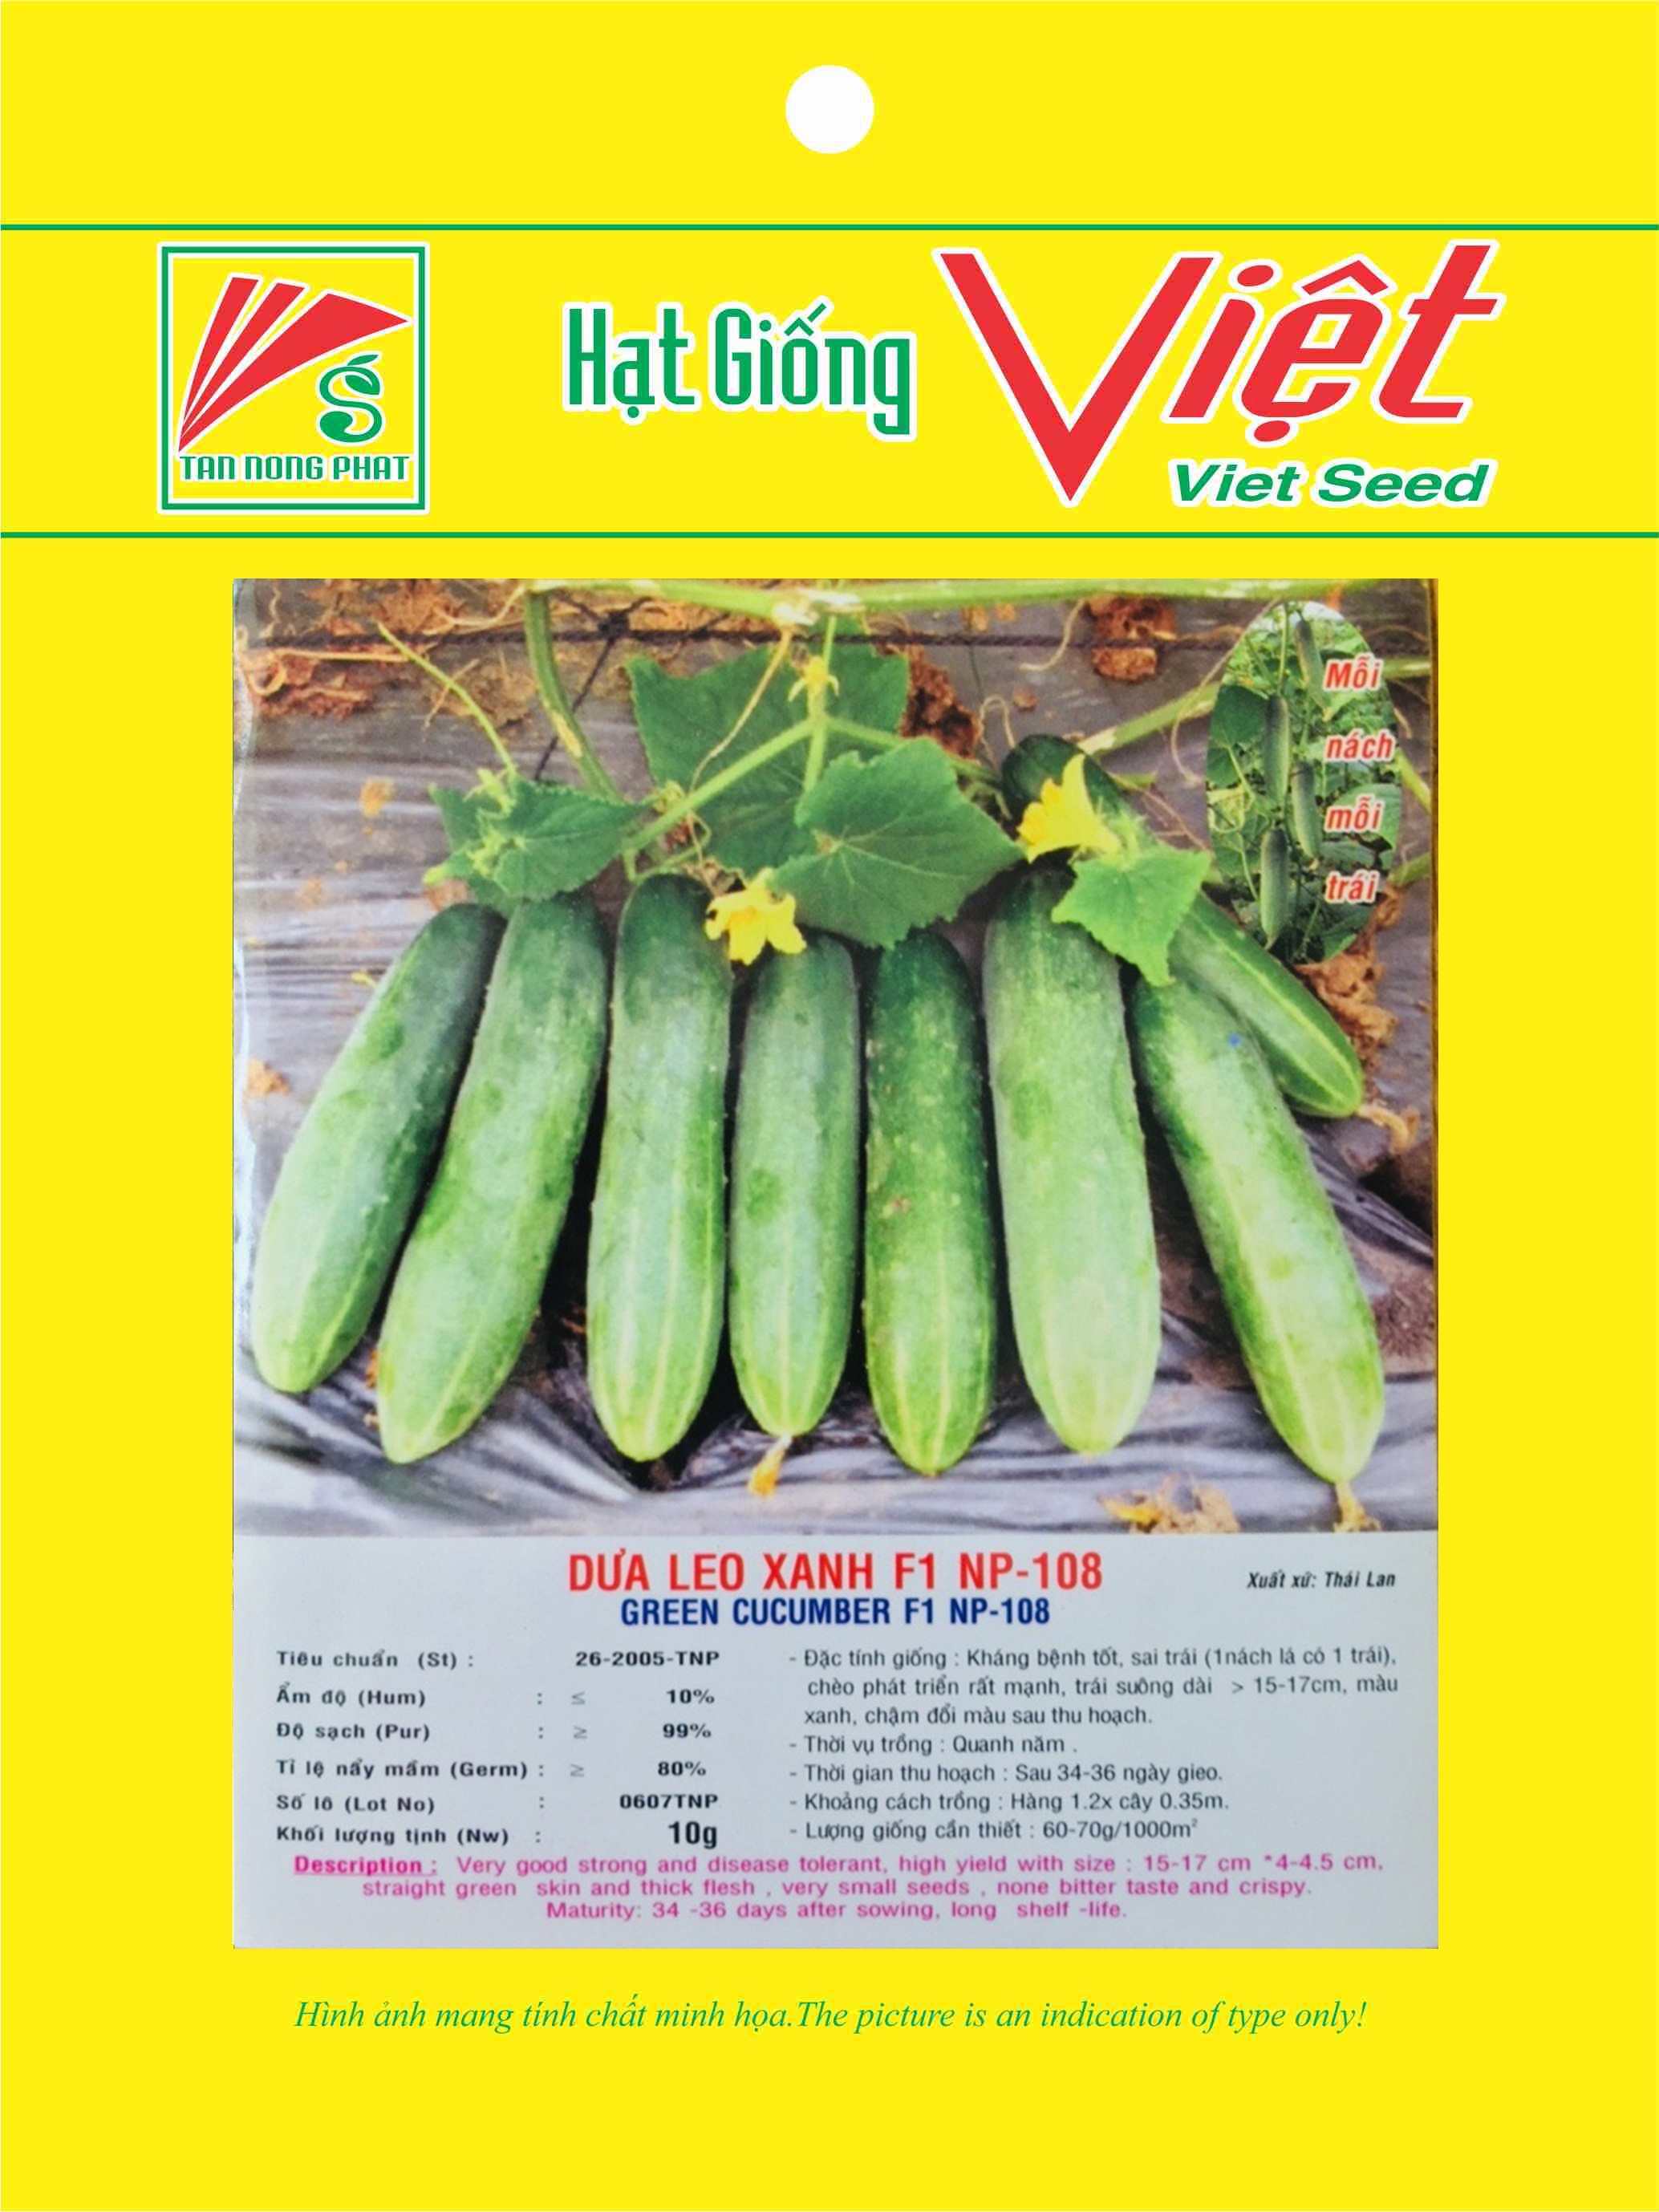 TAN NONG PHAT
Hạt Giống Việt
Viet Seed
Mỗi
nách
mỗi
trái
DƯA LEO XANH F1 NP-108
Xuất xứ: Thái Lan
GREEN CUCUMBER F1 NP-108
Tiêu chuẩn (St) : 26-2005-TNP
Ẩm độ (Hum) : ≤ 10%
Độ sạch (Pur) : ≥ 99%
Tỉ lệ nẩy mầm (Germ) : ≥ 80%
Số lô (Lot No) : 0607TNP
Khối lượng tịnh (Nw) : 10g
- Đặc tính giống : Kháng bệnh tốt, sai trái (1nách lá có 1 trái),
chèo phát triển rất mạnh, trái suông dài > 15-17cm, màu
xanh, chậm đổi màu sau thu hoạch.
- Thời vụ trồng : Quanh năm .
- Thời gian thu hoạch : Sau 34-36 ngày gieo.
- Khoảng cách trồng : Hàng 1.2x cây 0.35m.
- Lượng giống cần thiết : 60-70g/1000m²
Description : Very good strong and disease tolerant, high yield with size : 15-17 cm *4-4.5 cm,
straight green skin and thick flesh , very small seeds , none bitter taste and crispy.
Maturity: 34 -36 days after sowing, long shelf -life.
Hình ảnh mang tính chất minh họa.The picture is an indication of type only!